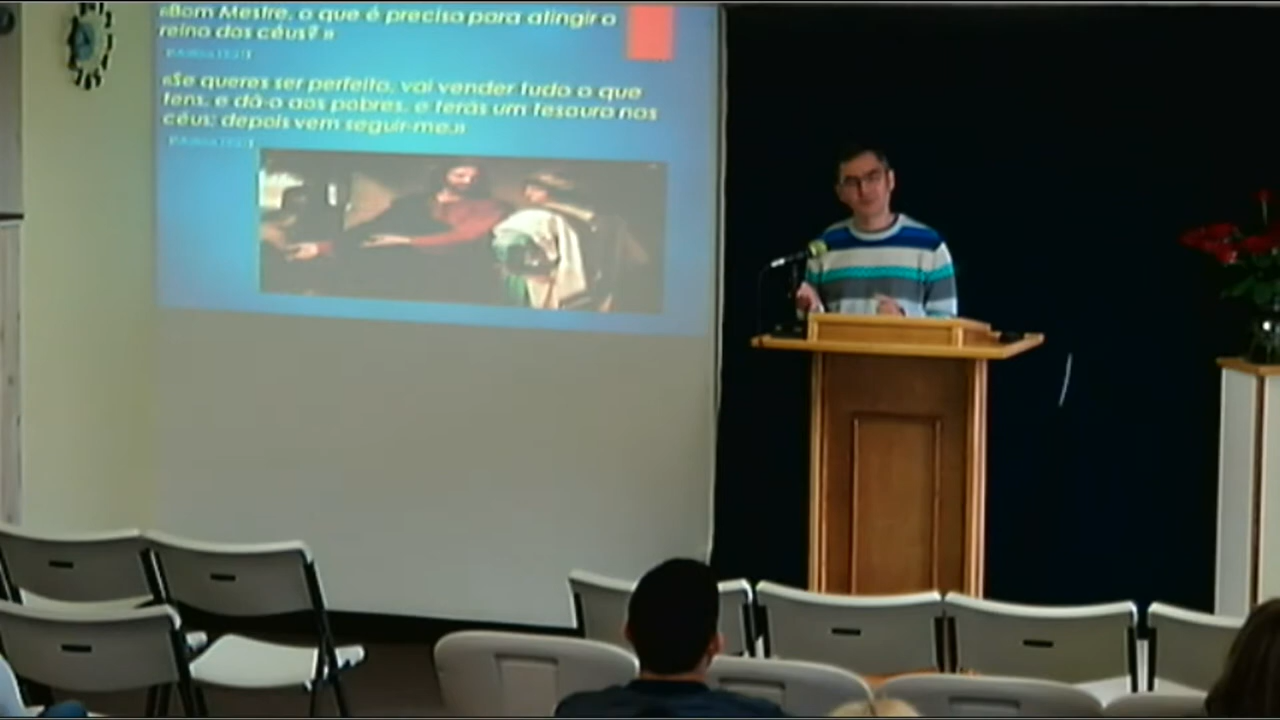 «Bom Mestre, o que é preciso para atingir o
reino dos céus? »
«Se queres ser perfeito, vai vender tudo o que
tens, e dá-o aos pobres, e terás um tesouro nos
céus; depois vem seguir-me.»